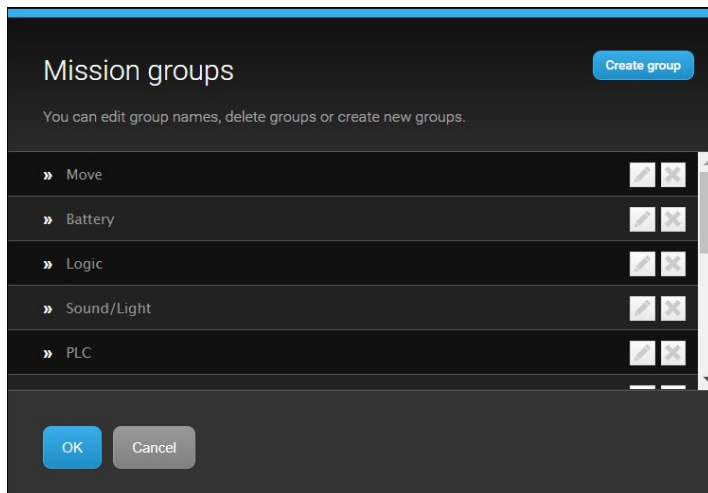 Mission groups
Create group
You can edit group names, delete groups or create new groups.
» Move
» Battery
» Logic
» Sound/Light
» PLC
OK
Cancel